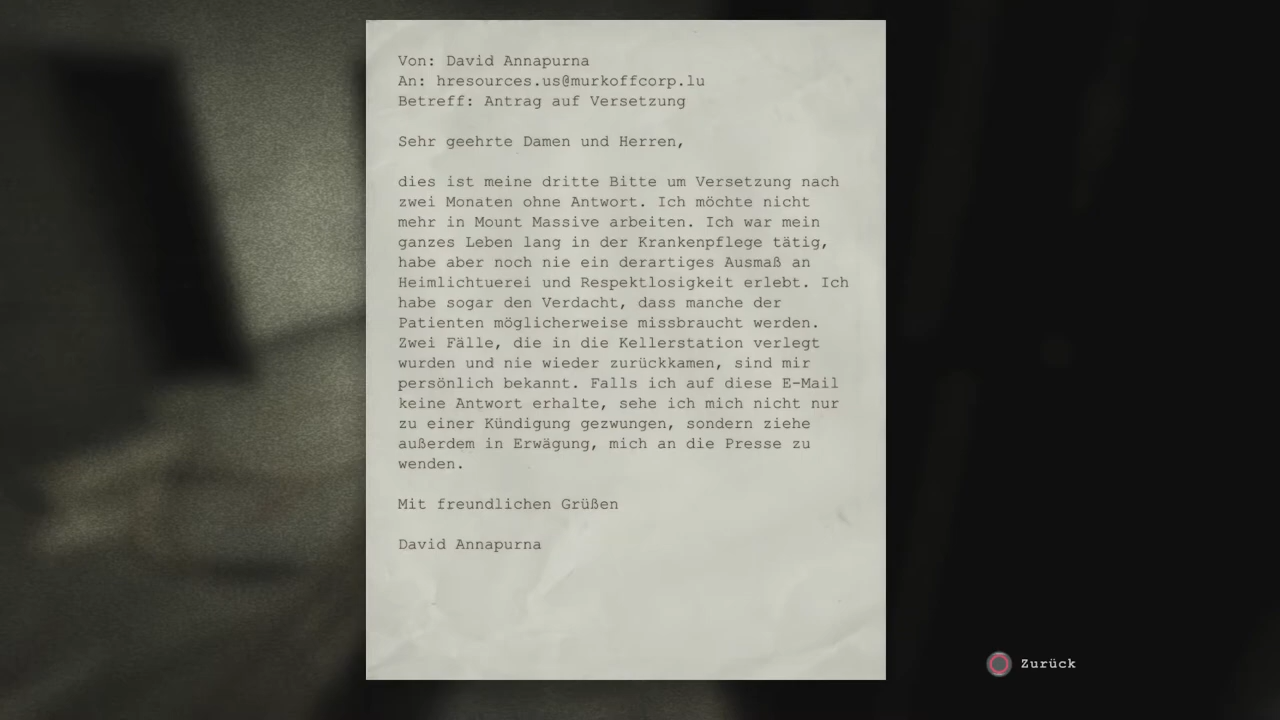 Von: David Annapurna
An: hresources.us@murkoffcorp.lu
Betreff: Antrag auf Versetzung
Sehr geehrte Damen und Herren,
dies ist meine dritte Bitte um Versetzung nach
zwei Monaten ohne Antwort. Ich möchte nicht
mehr in Mount Massive arbeiten. Ich war mein
ganzes Leben lang in der Krankenpflege tätig,
habe aber noch nie ein derartiges Ausmaß an
Heimlichtuerei und Respektlosigkeit erlebt. Ich
habe sogar den Verdacht, dass manche der
Patienten möglicherweise missbraucht werden.
Zwei Fälle, die in die Kellerstation verlegt
wurden und nie wieder zurückkamen, sind mir
persönlich bekannt. Falls ich auf diese E-Mail
keine Antwort erhalte, sehe ich mich nicht nur
zu einer Kündigung gezwungen, sondern ziehe
außerdem in Erwägung, mich an die Presse zu
wenden.
Mit freundlichen Grüßen
David Annapurna
Zurück